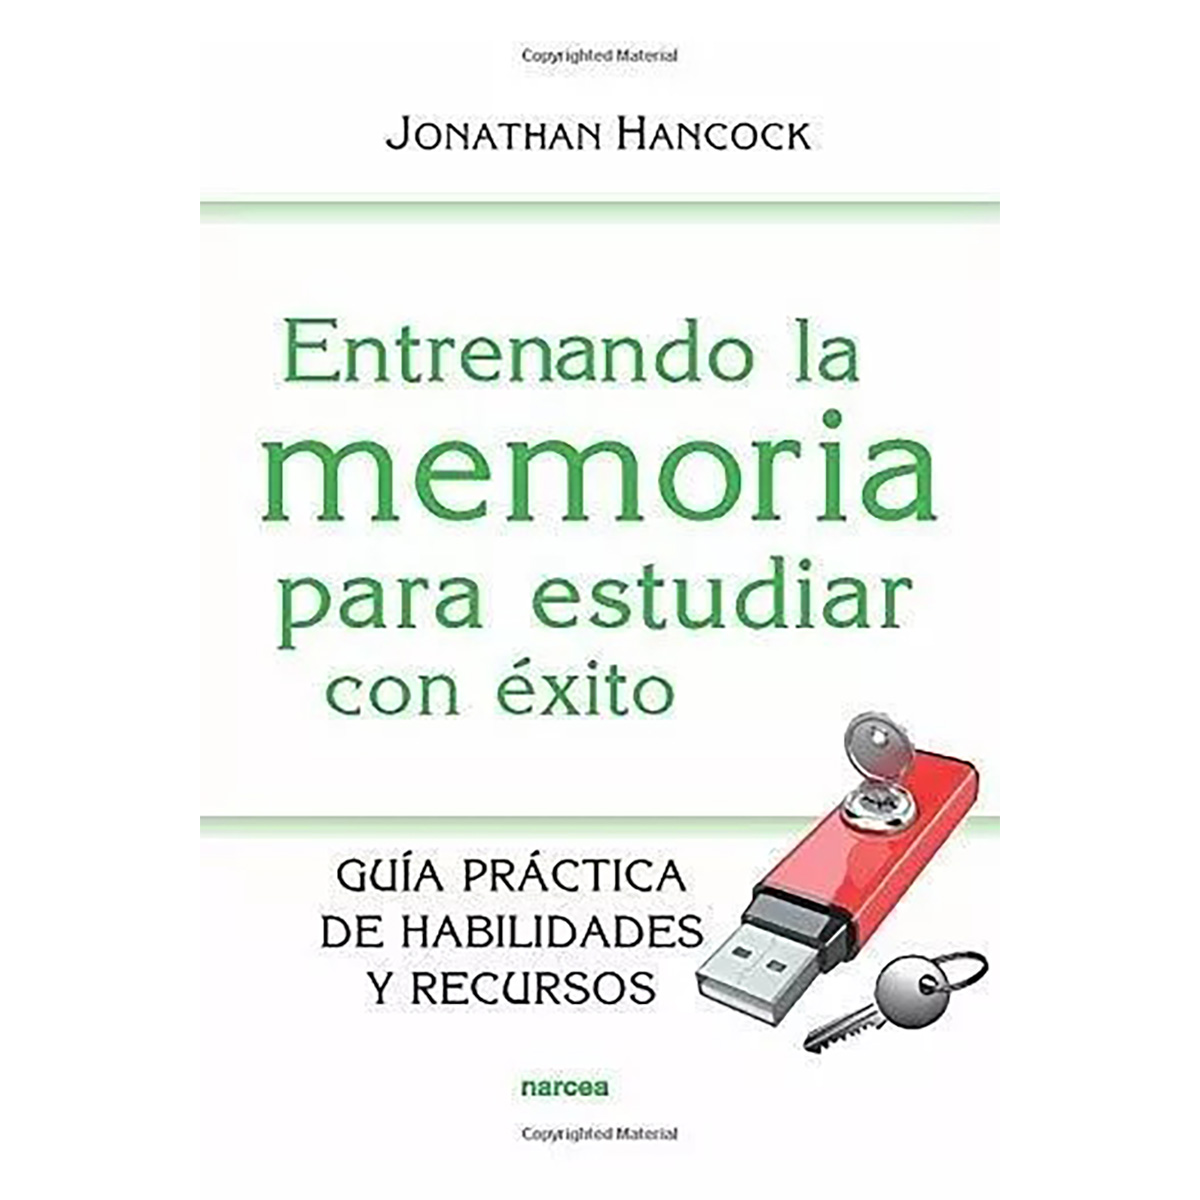 Copyrighted Material
JONATHAN HANCOCK
Entrenando la
memoria
para estudiar
con éxito
GUÍA PRÁCTICA
DE HABILIDADES
Y RECURSOS
narcea
Copyrighted Material